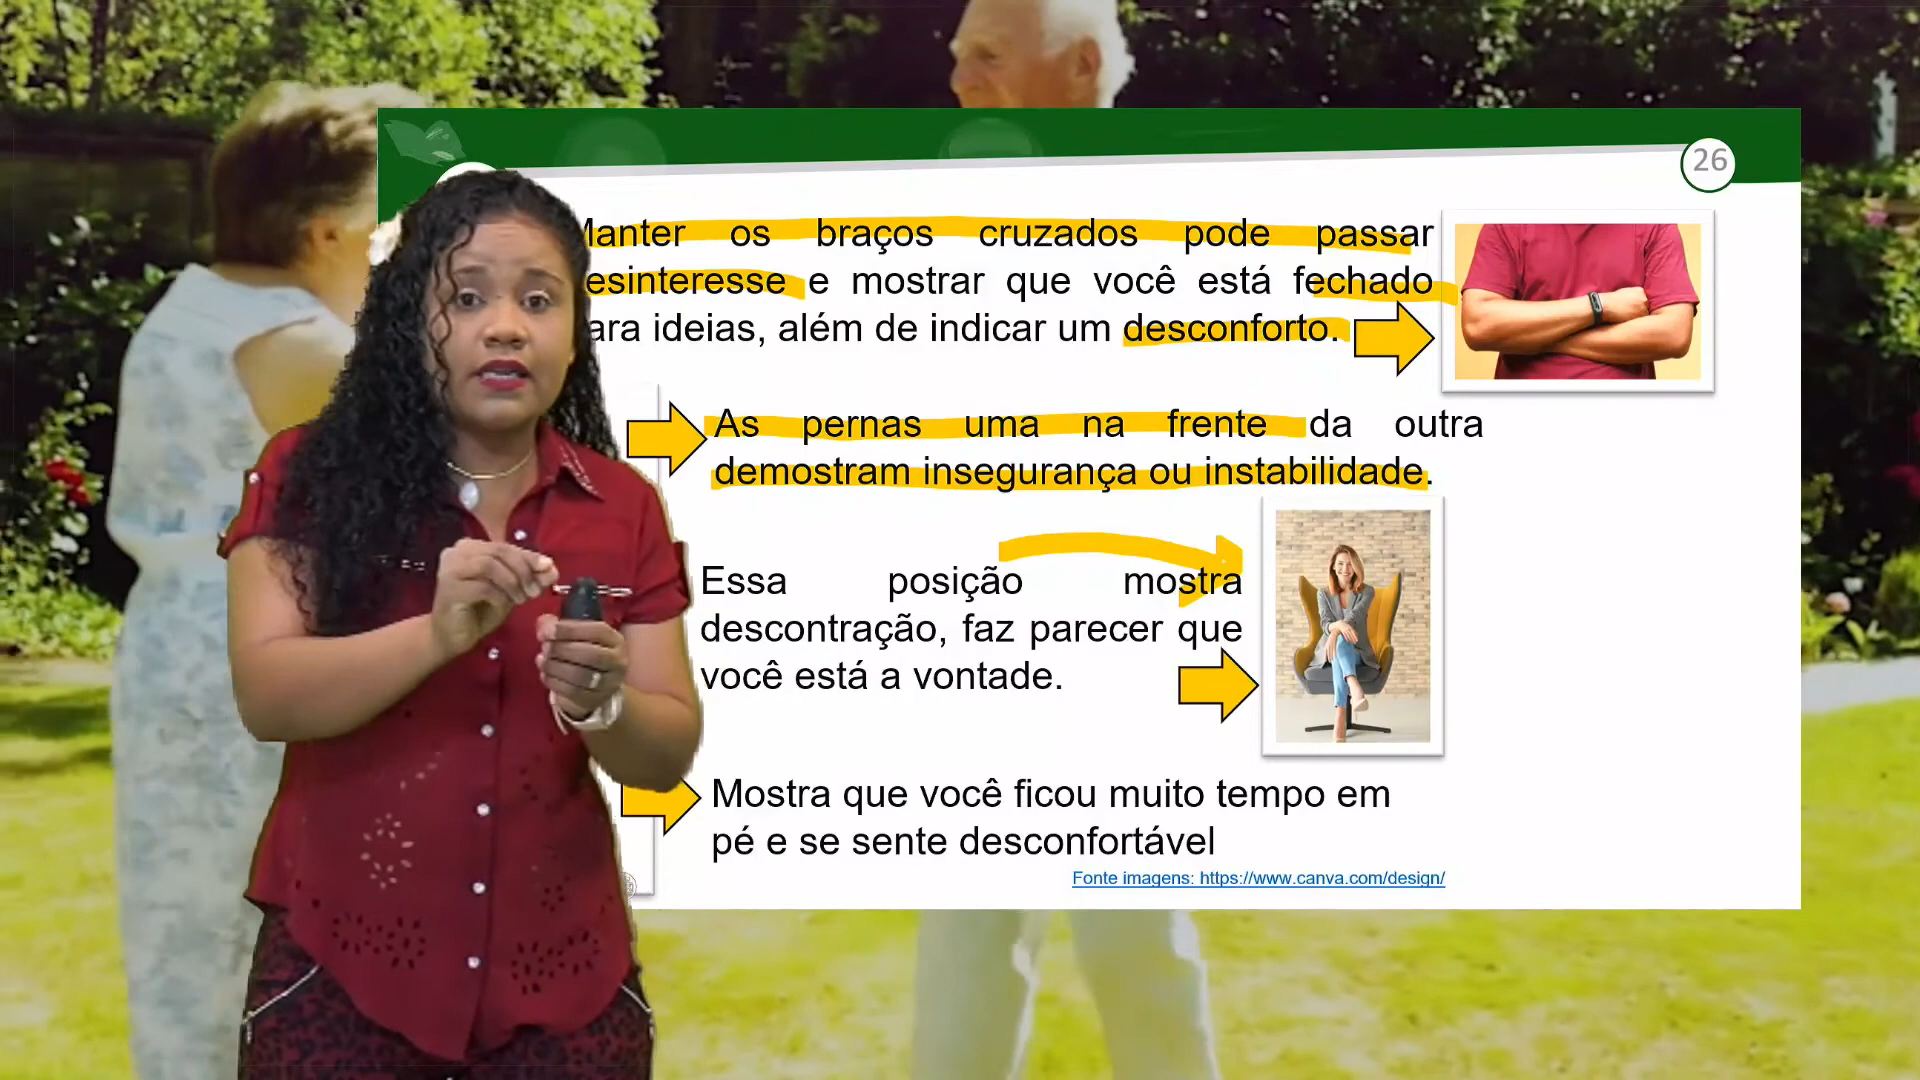 26
Manter os braços cruzados pode passar
esinteresse e mostrar que você está fechado
ara ideias, além de indicar um desconforto.
As pernas uma na frente da outra
demostram insegurança ou instabilidade.
Essa posição mostra
descontração, faz parecer que
você está a vontade.
Mostra que você ficou muito tempo em
pé e se sente desconfortável
Fonte imagens: https://www.canva.com/design/